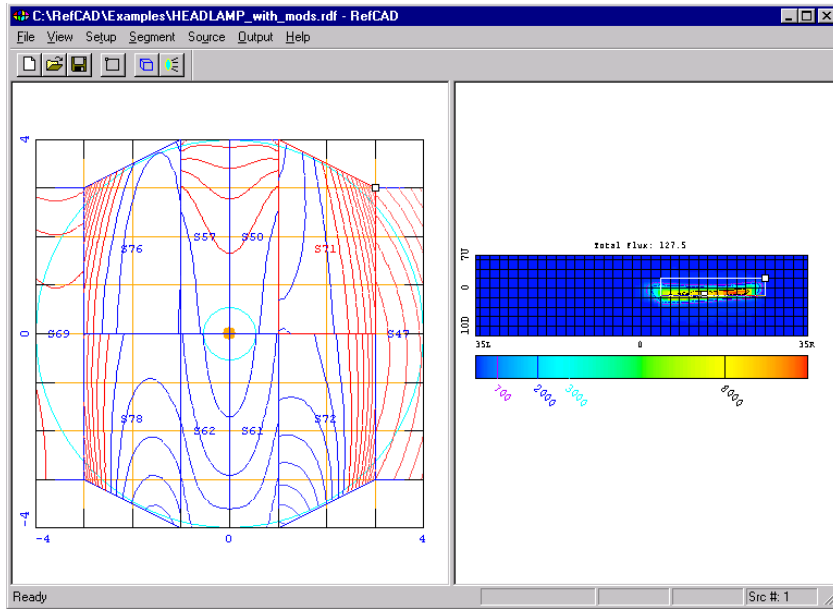 C:\RefCAD\Examples\HEADLAMP_with_mods.rdf - RefCAD
File View Setup Segment Source Output Help
4
S57 S50
S76 S71
0 S69 S47
S78 S72
S62 S61
-4
-4 0 4
Total flux: 127.5
7U
0
10D
35L 0 35R
700 2000 3000 8000
Ready Src #: 1